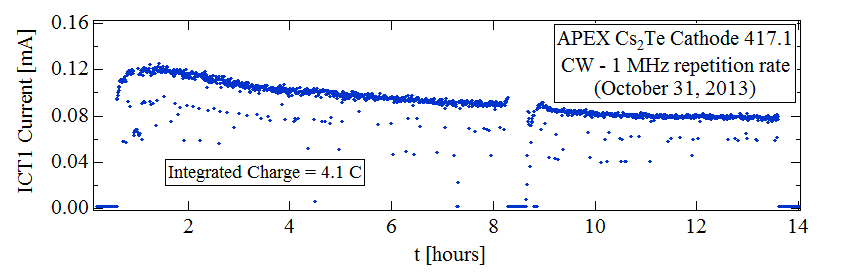 0.16
0.12
0.08
0.04
0.00
ICT1 Current [mA]
APEX Cs₂Te Cathode 417.1
CW - 1 MHz repetition rate
(October 31, 2013)
Integrated Charge = 4.1 C
2 4 6 8 10 12 14
t [hours]